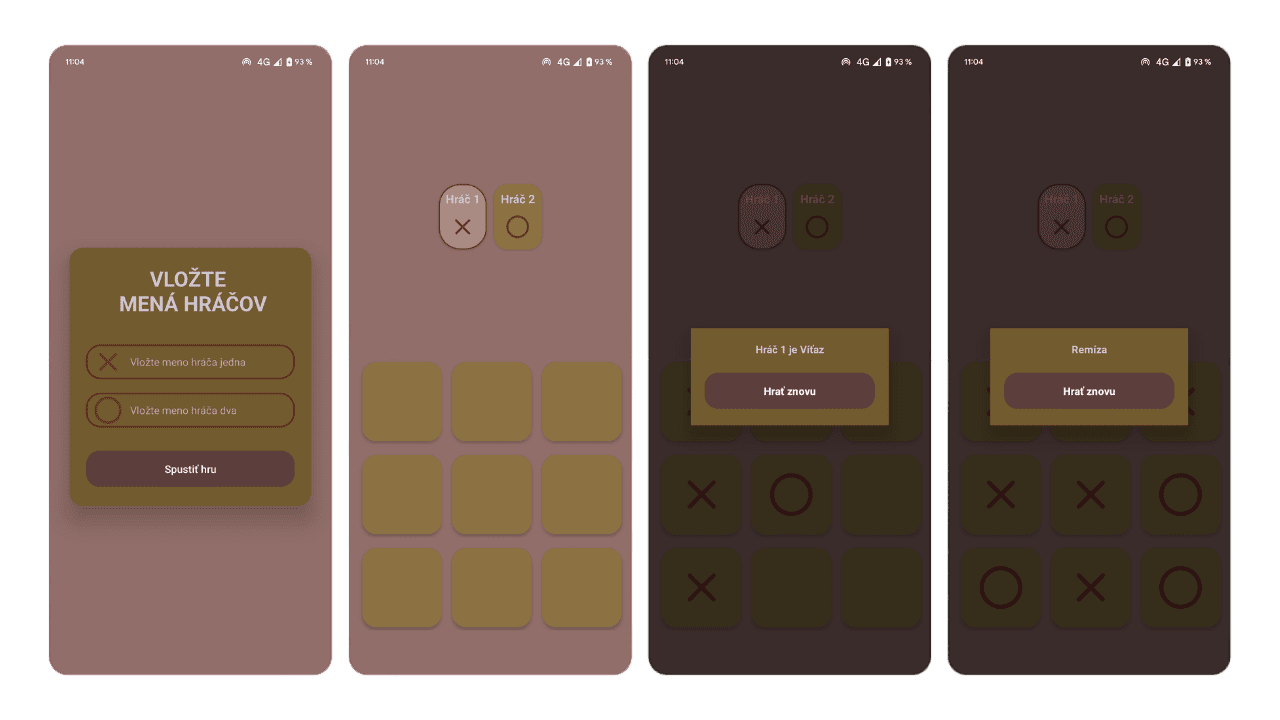 11:04 4G 93 %
VLOŽTE
MENÁ HRÁČOV
Vložte meno hráča jedna
Vložte meno hráča dva
Spustiť hru
11:04 4G 93 %
Hráč 1 Hráč 2
11:04 4G 93 %
Hráč 1 Hráč 2
Hráč 1 je Víťaz
Hrať znovu
11:04 4G 93 %
Hráč 1 Hráč 2
Remíza
Hrať znovu